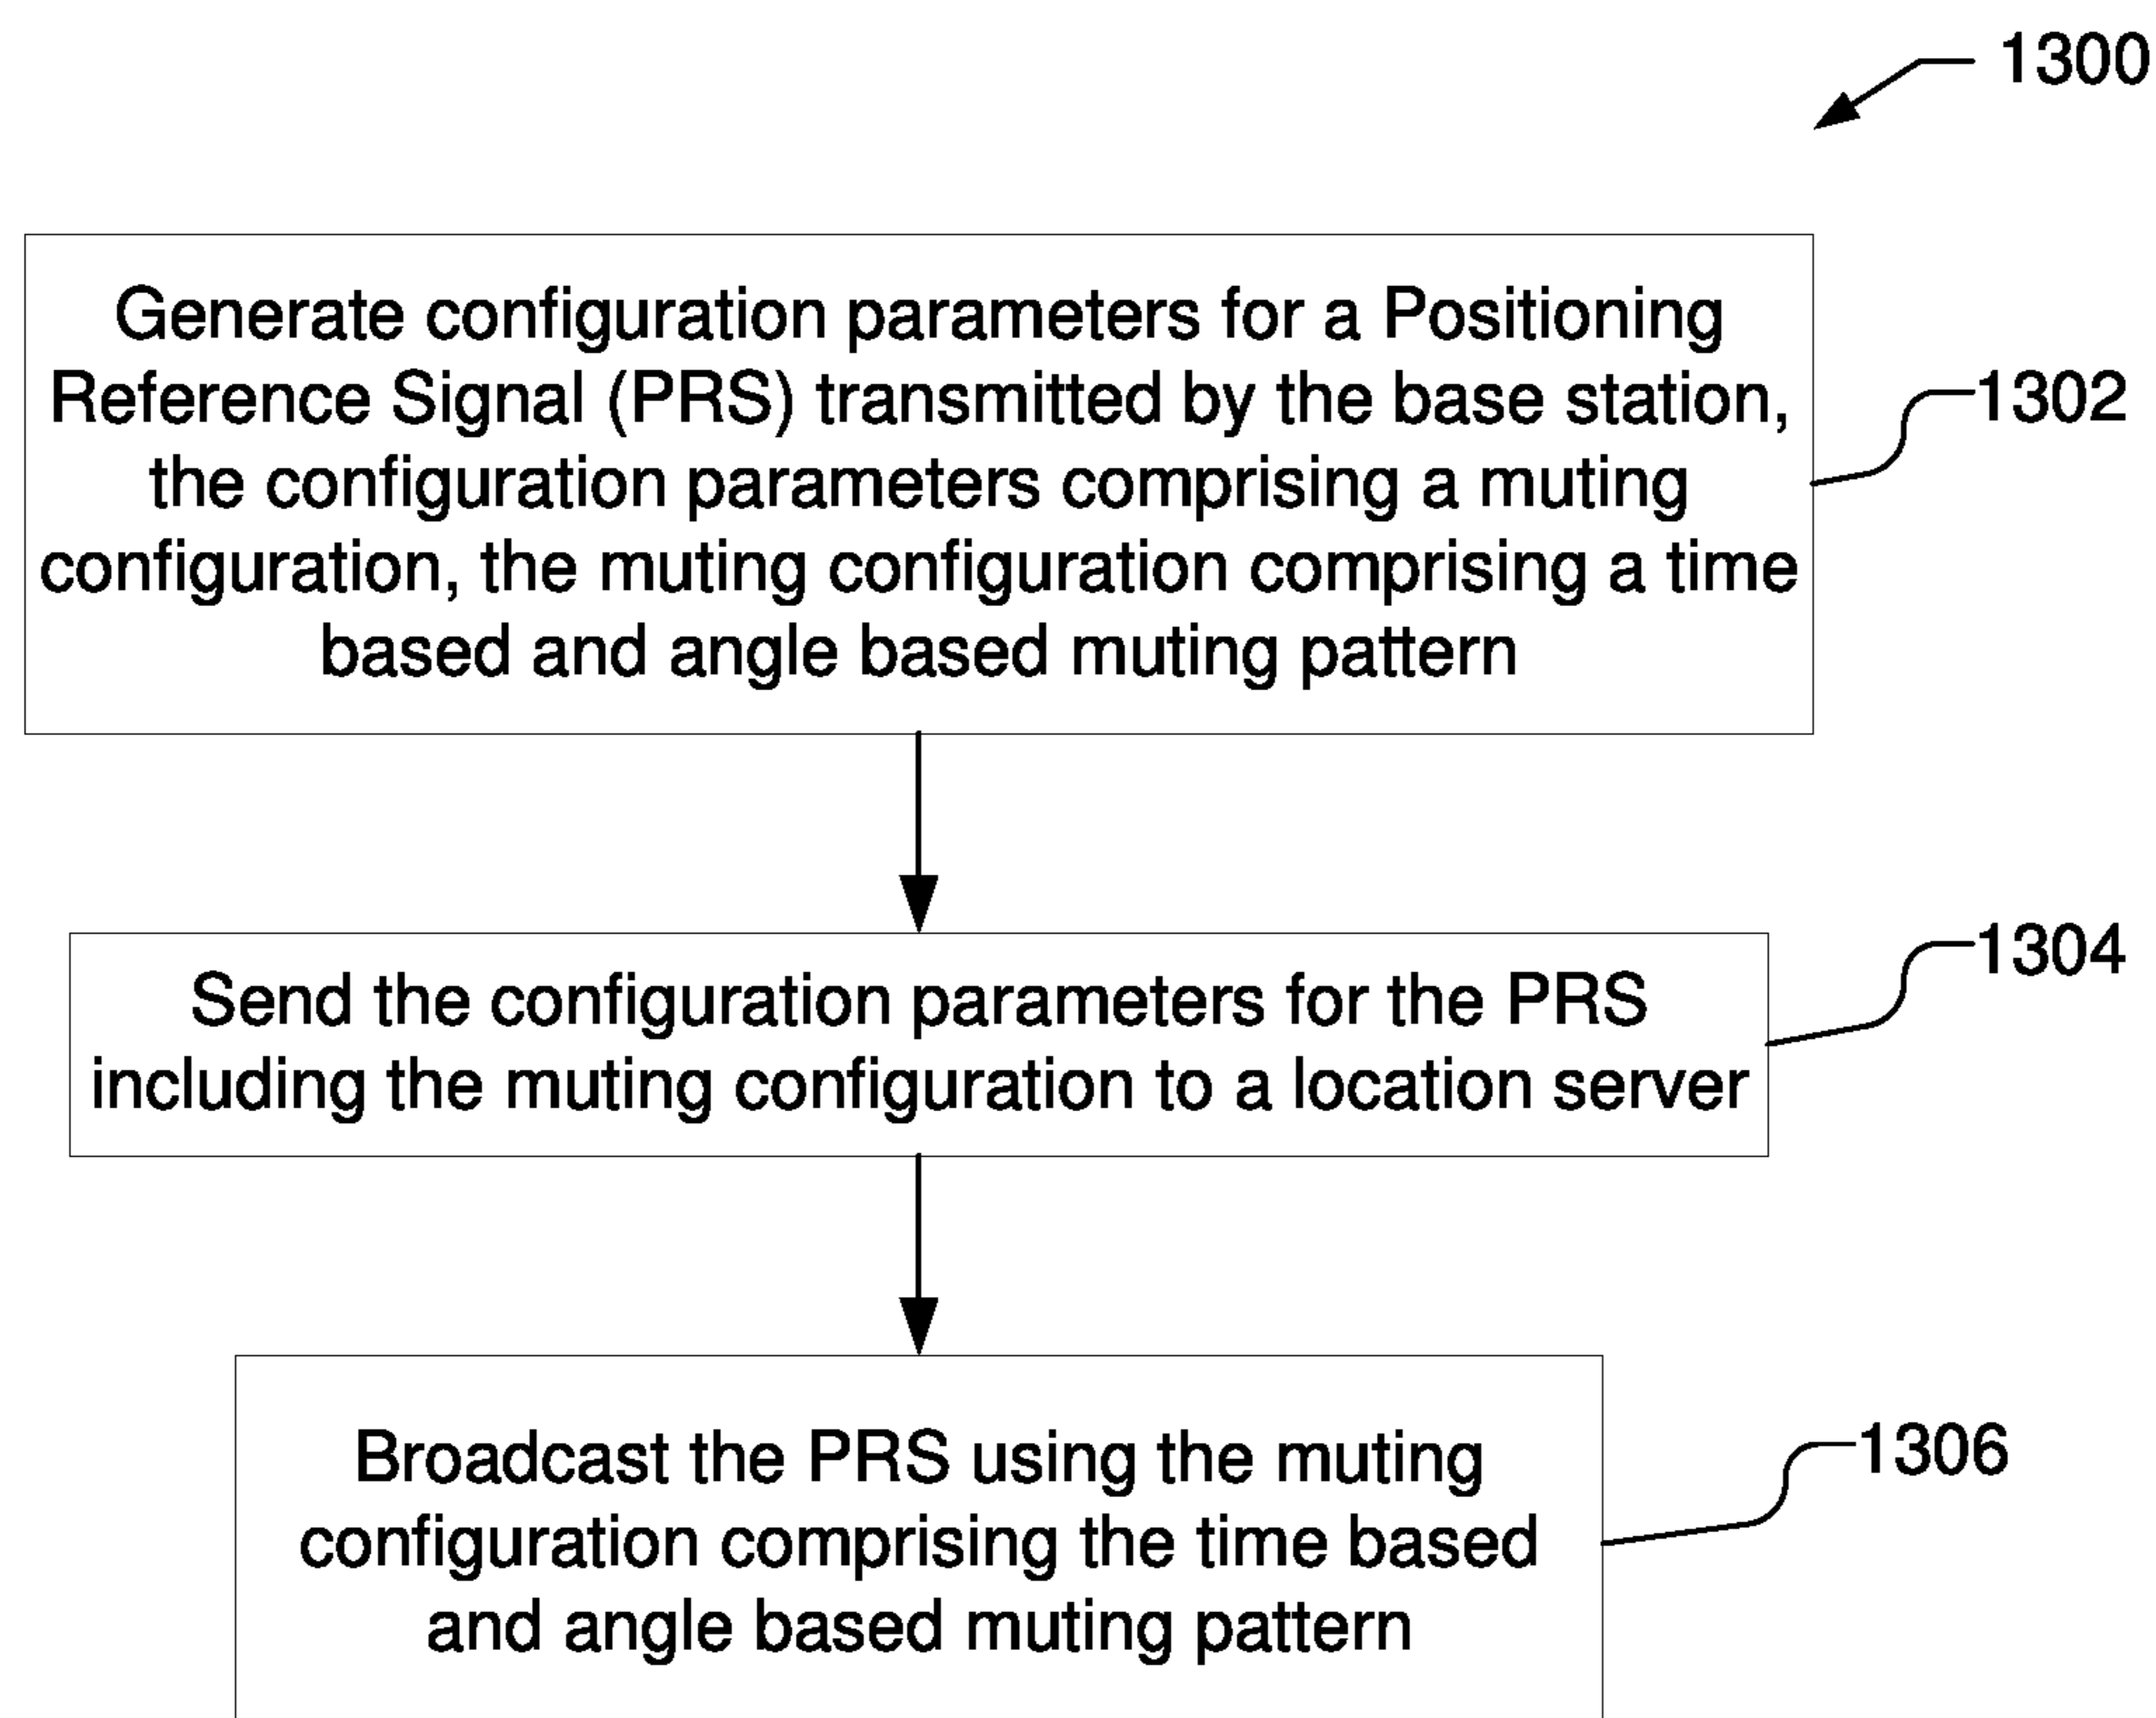 1300
Generate configuration parameters for a Positioning
Reference Signal (PRS) transmitted by the base station,
the configuration parameters comprising a muting
configuration, the muting configuration comprising a time
based and angle based muting pattern
1302
Send the configuration parameters for the PRS
including the muting configuration to a location server
1304
Broadcast the PRS using the muting
configuration comprising the time based
and angle based muting pattern
1306